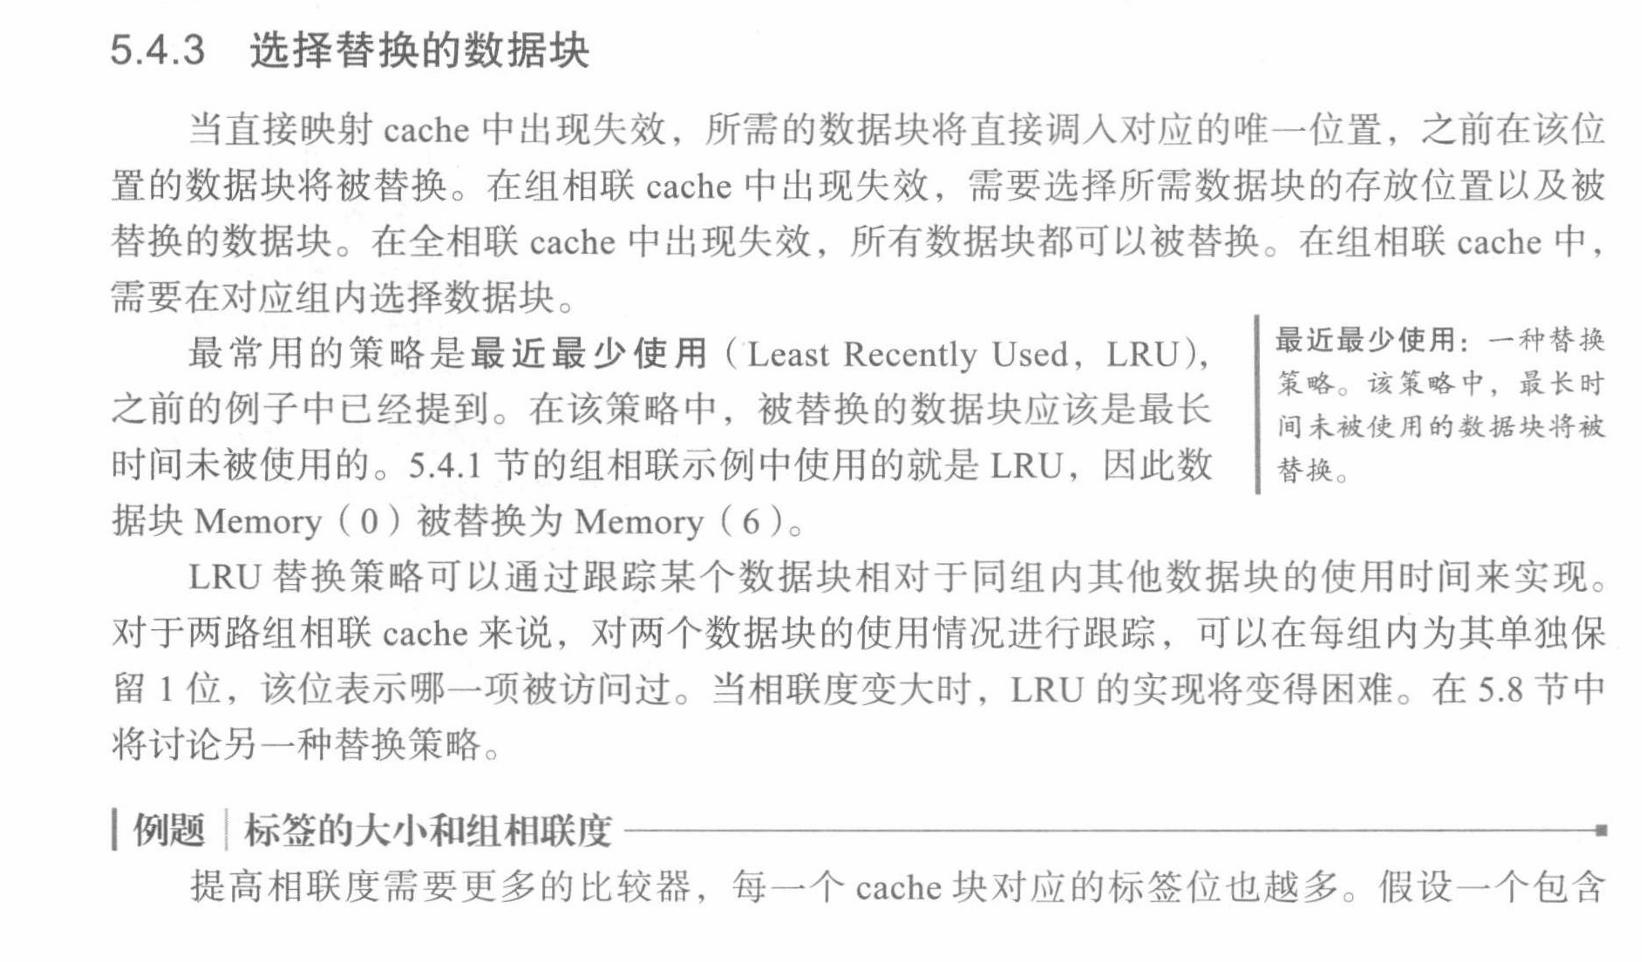 5.4.3 选择替换的数据块
当直接映射 cache 中出现失效，所需的数据块将直接调入对应的唯一位置，之前在该位
置的数据块将被替换。在组相联 cache 中出现失效，需要选择所需数据块的存放位置以及被
替换的数据块。在全相联 cache 中出现失效，所有数据块都可以被替换。在组相联 cache 中，
需要在对应组内选择数据块。
最常用的策略是最近最少使用（Least Recently Used，LRU），
之前的例子中已经提到。在该策略中，被替换的数据块应该是最长
时间未被使用的。5.4.1 节的组相联示例中使用的就是 LRU，因此数
据块 Memory（0）被替换为 Memory（6）。
最近最少使用：一种替换
策略。该策略中，最长时
间未被使用的数据块将被
替换。
LRU 替换策略可以通过跟踪某个数据块相对于同组内其他数据块的使用时间来实现。
对于两路组相联 cache 来说，对两个数据块的使用情况进行跟踪，可以在每组内为其单独保
留 1 位，该位表示哪一项被访问过。当相联度变大时，LRU 的实现将变得困难。在 5.8 节中
将讨论另一种替换策略。
例题 标签的大小和组相联度
提高相联度需要更多的比较器，每一个 cache 块对应的标签位也越多。假设一个包含